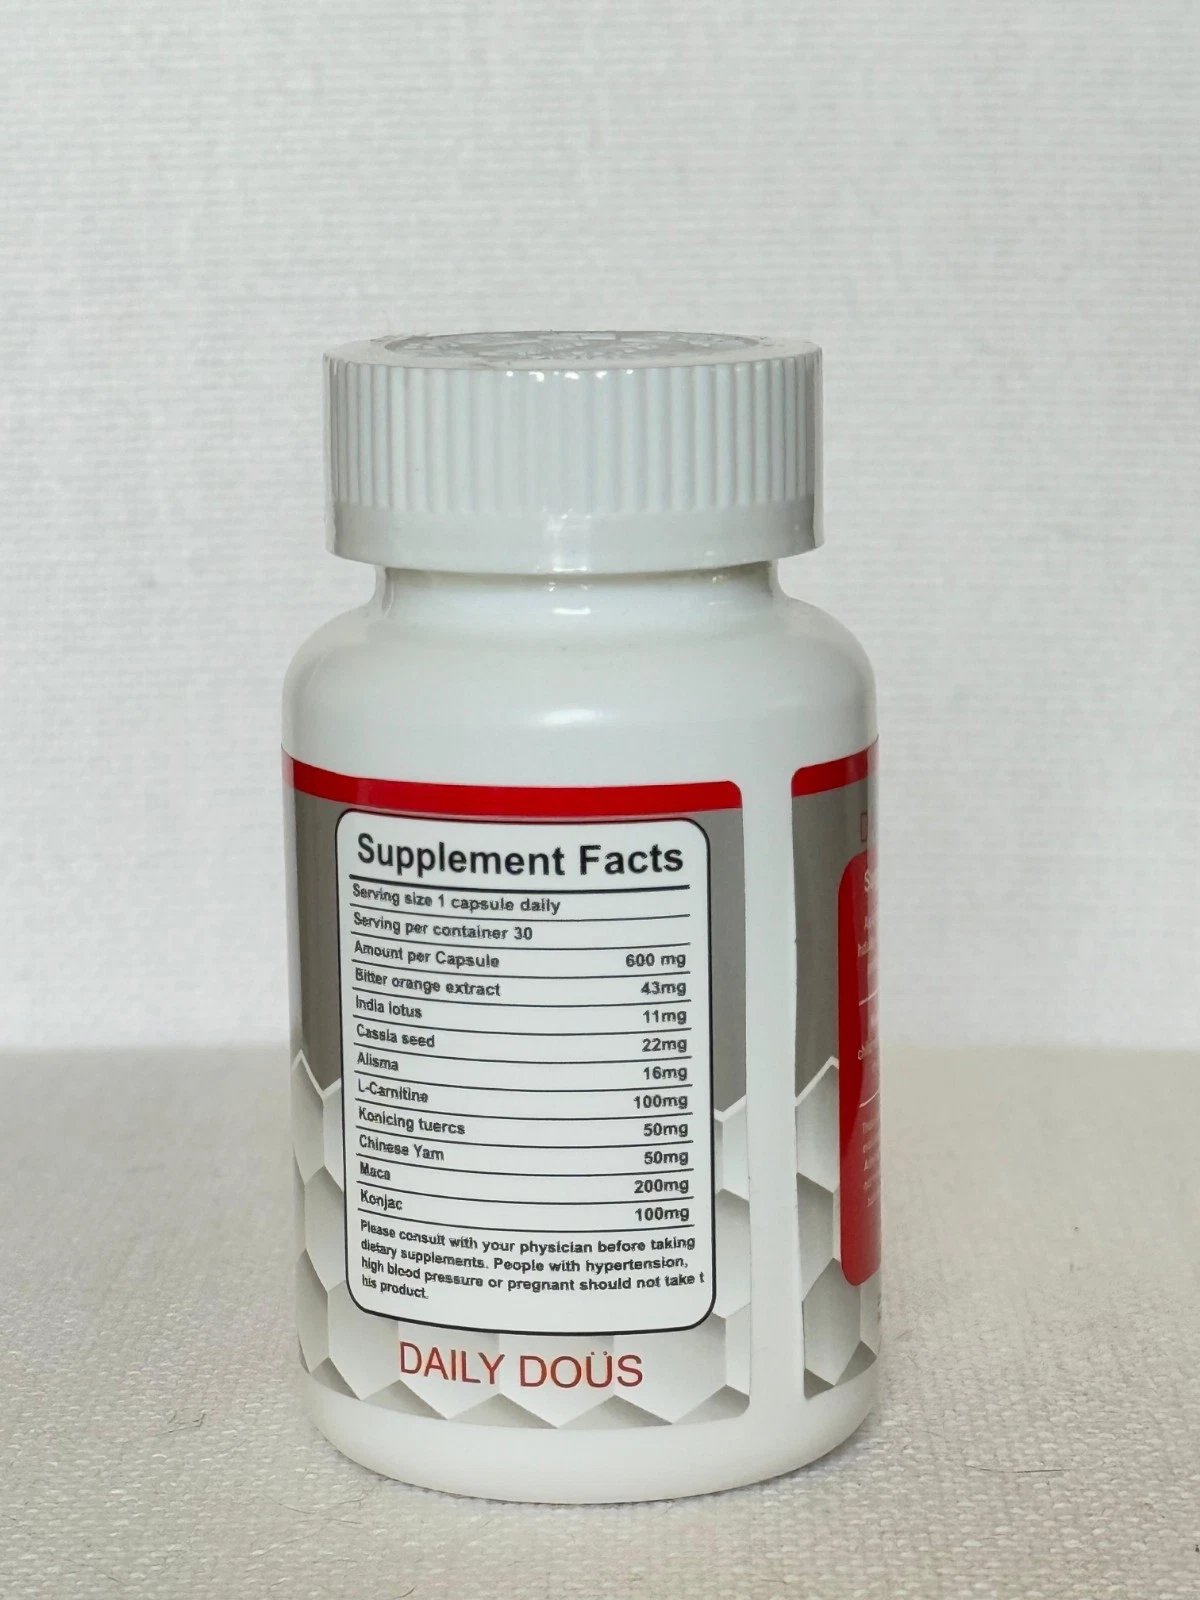 Supplement Facts
Serving size 1 capsule daily
Serving per container 30
Amount per Capsule 600 mg
Bitter orange extract 43mg
India lotus 11mg
Cassia seed 22mg
Alisma 16mg
L-Carnitine 100mg
Konicing tuercs 50mg
Chinese Yam 50mg
Maca 200mg
Konjac 100mg
Please consult with your physician before taking
dietary supplements. People with hypertension,
high blood pressure or pregnant should not take t
his product.
DAILY DOÜS